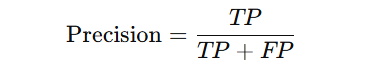 Precision = TP / TP + FP